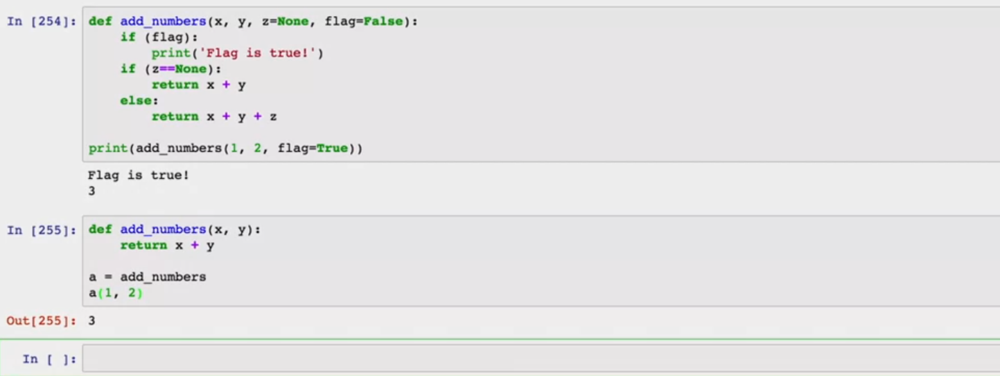 In [254]: def add_numbers(x, y, z=None, flag=False):
    if (flag):
        print('Flag is true!')
    if (z==None):
        return x + y
    else:
        return x + y + z
print(add_numbers(1, 2, flag=True))
Flag is true!
3
In [255]: def add_numbers(x, y):
    return x + y
a = add_numbers
a(1, 2)
Out[255]: 3
In [ ]: